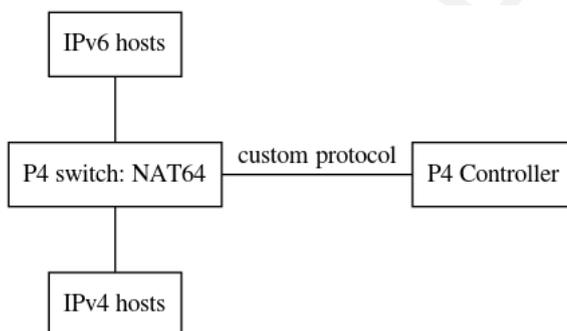 IPv6 hosts
P4 switch: NAT64
custom protocol
P4 Controller
IPv4 hosts